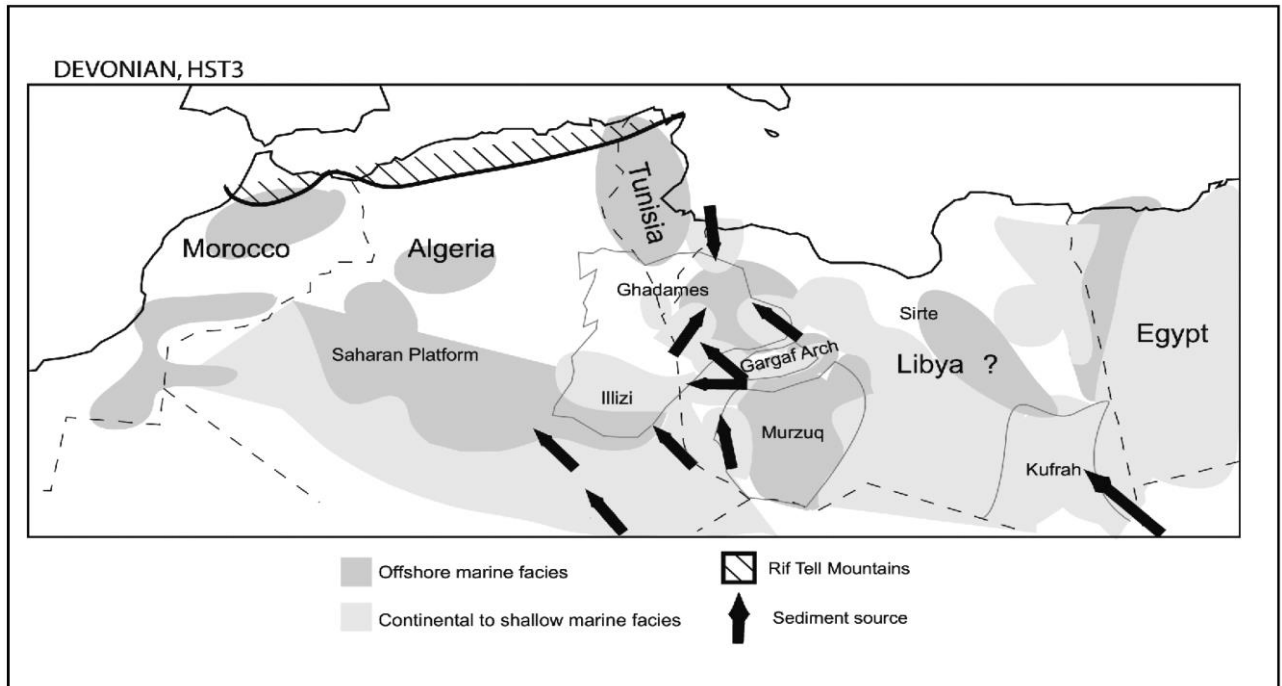 DEVONIAN, HST3
Tunisia
Morocco
Algeria
Ghadames
Sirte
Egypt
Saharan Platform
Gargaf Arch
Libya ?
Illizi
Murzuq
Kufrah
Offshore marine facies
Rif Tell Mountains
Continental to shallow marine facies
Sediment source